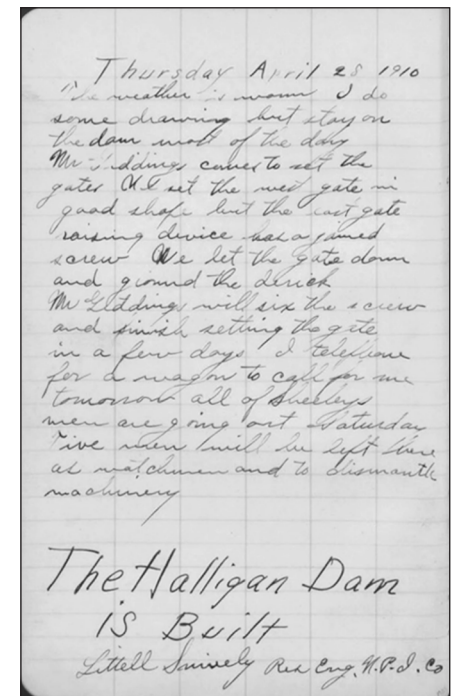 Thursday April 28 1910
The weather is warm I do
some drawing but stay on
the dam most of the day
Mr Giddings comes to set the
gates We set the west gate in
good shape but the east gate
raising divice has a jamed
screw We let the gate down
and ground the derick
Mr Giddings will fix the screw
and finish setting the gate
in a few days I telephone
for a wagon to call for me
tomorrow all of Sheeleys
men are going out Saturday
Five men will be left here
as watchmen and to dismantle
machinery
The Halligan Dam
is Built
Littell Snively Res Eng. N.P.I. Co